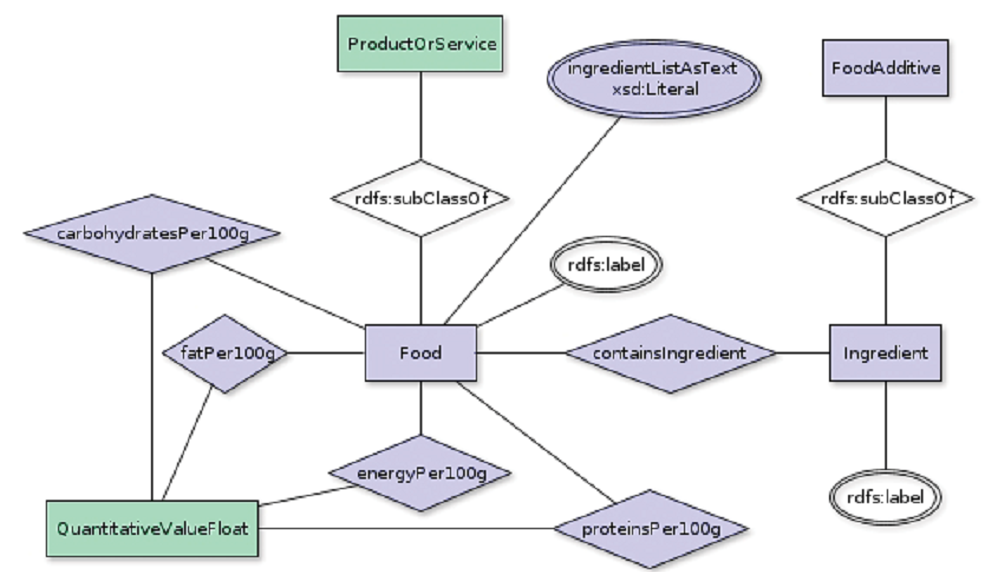 ProductOrService
ingredientListAsText
xsd:Literal
FoodAdditive
rdfs:subClassOf
rdfs:subClassOf
carbohydratesPer100g
rdfs:label
fatPer100g
Food
containsIngredient
Ingredient
energyPer100g
rdfs:label
QuantitativeValueFloat
proteinsPer100g